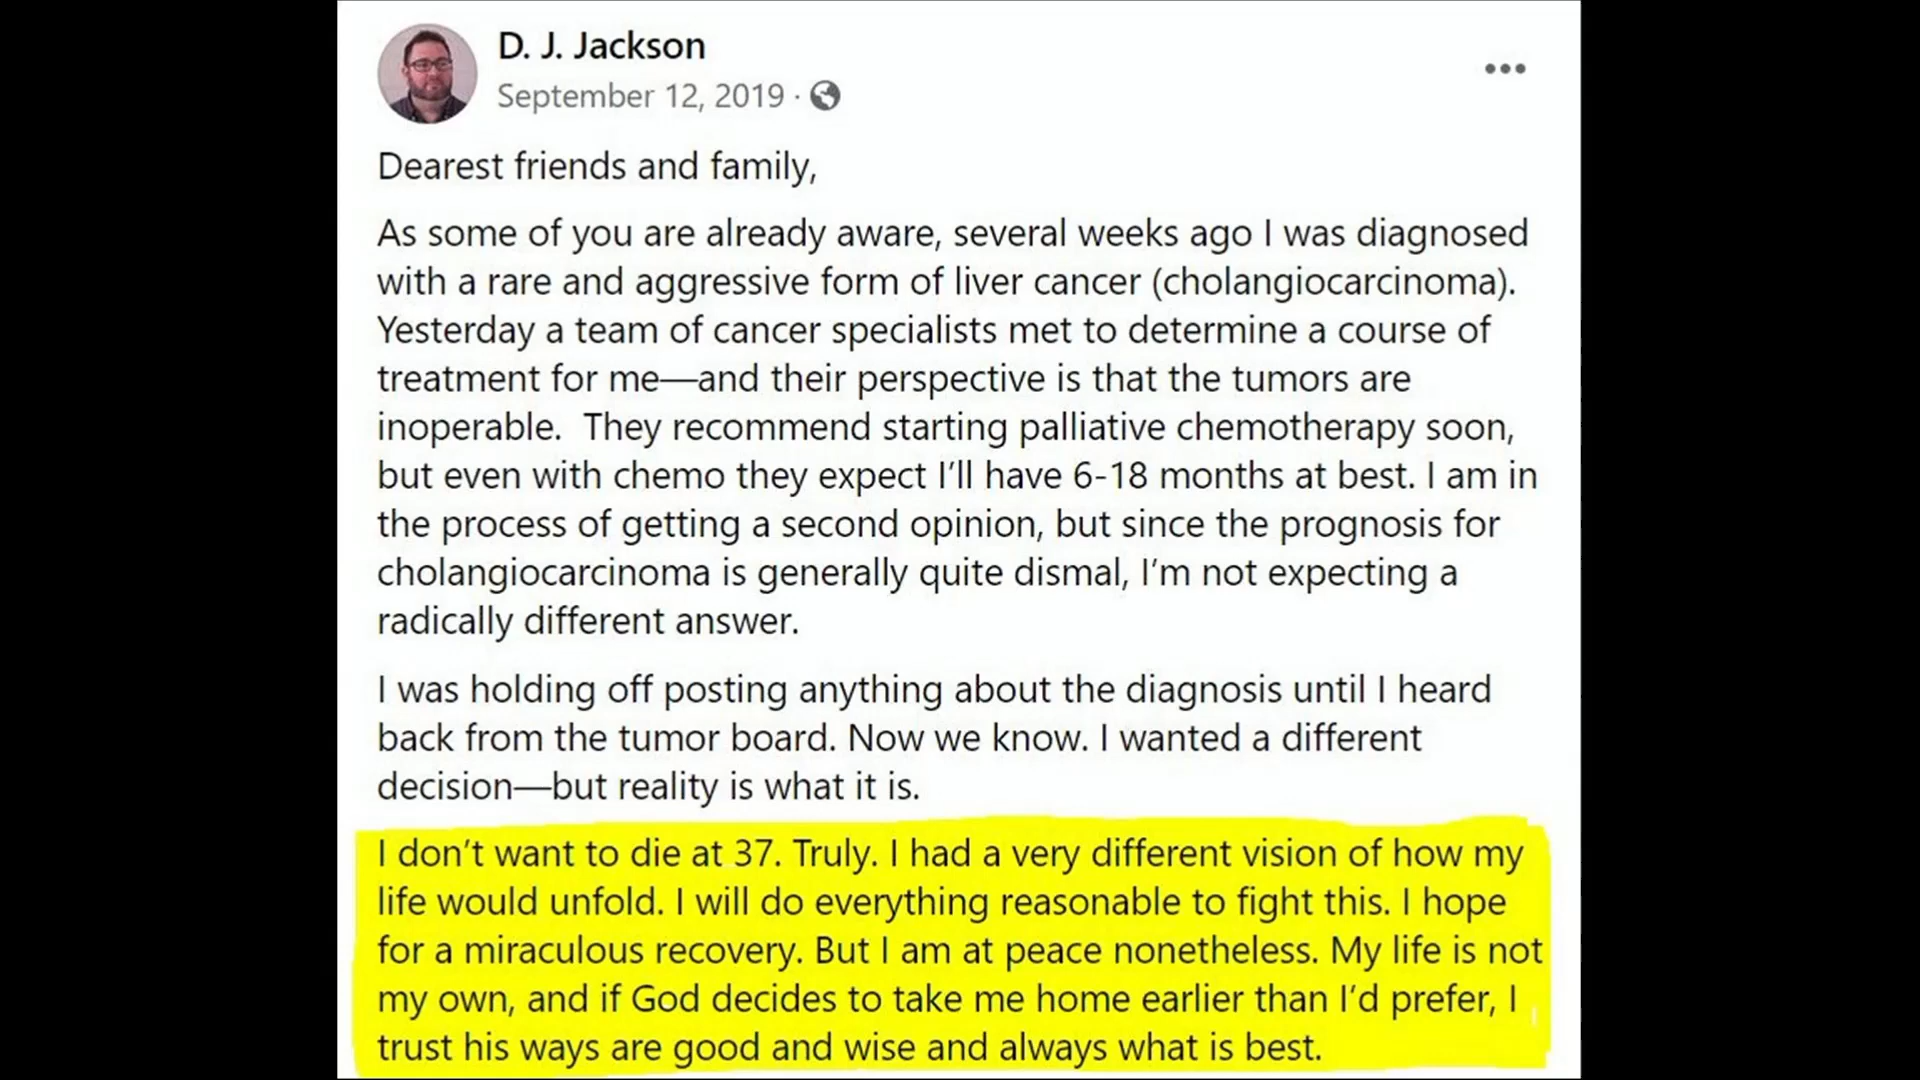 D. J. Jackson
September 12, 2019 ·
Dearest friends and family,
As some of you are already aware, several weeks ago I was diagnosed
with a rare and aggressive form of liver cancer (cholangiocarcinoma).
Yesterday a team of cancer specialists met to determine a course of
treatment for me—and their perspective is that the tumors are
inoperable.  They recommend starting palliative chemotherapy soon,
but even with chemo they expect I’ll have 6-18 months at best. I am in
the process of getting a second opinion, but since the prognosis for
cholangiocarcinoma is generally quite dismal, I’m not expecting a
radically different answer.
I was holding off posting anything about the diagnosis until I heard
back from the tumor board. Now we know. I wanted a different
decision—but reality is what it is.
I don’t want to die at 37. Truly. I had a very different vision of how my
life would unfold. I will do everything reasonable to fight this. I hope
for a miraculous recovery. But I am at peace nonetheless. My life is not
my own, and if God decides to take me home earlier than I’d prefer, I
trust his ways are good and wise and always what is best.